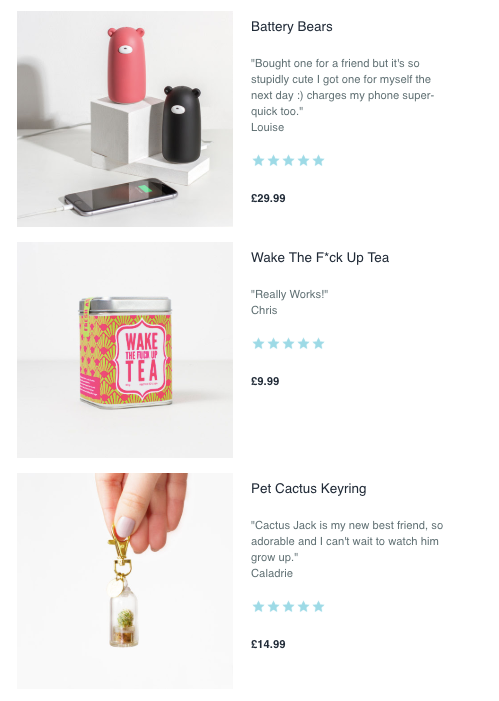 Battery Bears
"Bought one for a friend but it's so
stupidly cute I got one for myself the
next day :) charges my phone super-
quick too."
Louise
£29.99
Wake The F*ck Up Tea
"Really Works!"
Chris
£9.99
WAKE
THE FUCK UP
TEA
Pet Cactus Keyring
"Cactus Jack is my new best friend, so
adorable and I can't wait to watch him
grow up."
Caladrie
£14.99